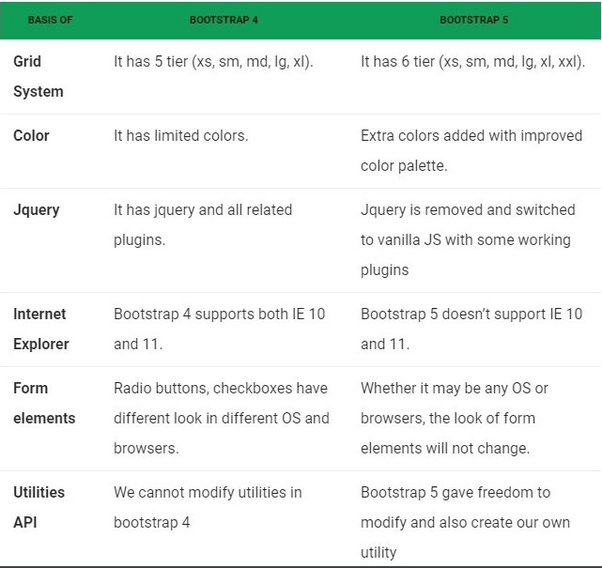 BASIS OF BOOTSTRAP 4 BOOTSTRAP 5
Grid It has 5 tier (xs, sm, md, lg, xl). It has 6 tier (xs, sm, md, lg, xl, xxl).
System
Color It has limited colors. Extra colors added with improved
color palette.
Jquery It has jquery and all related Jquery is removed and switched
plugins. to vanilla JS with some working
plugins
Internet Bootstrap 4 supports both IE 10 Bootstrap 5 doesn’t support IE 10
Explorer and 11. and 11.
Form Radio buttons, checkboxes have Whether it may be any OS or
elements different look in different OS and browsers, the look of form
browsers. elements will not change.
Utilities We cannot modify utilities in Bootstrap 5 gave freedom to
API bootstrap 4 modify and also create our own
utility